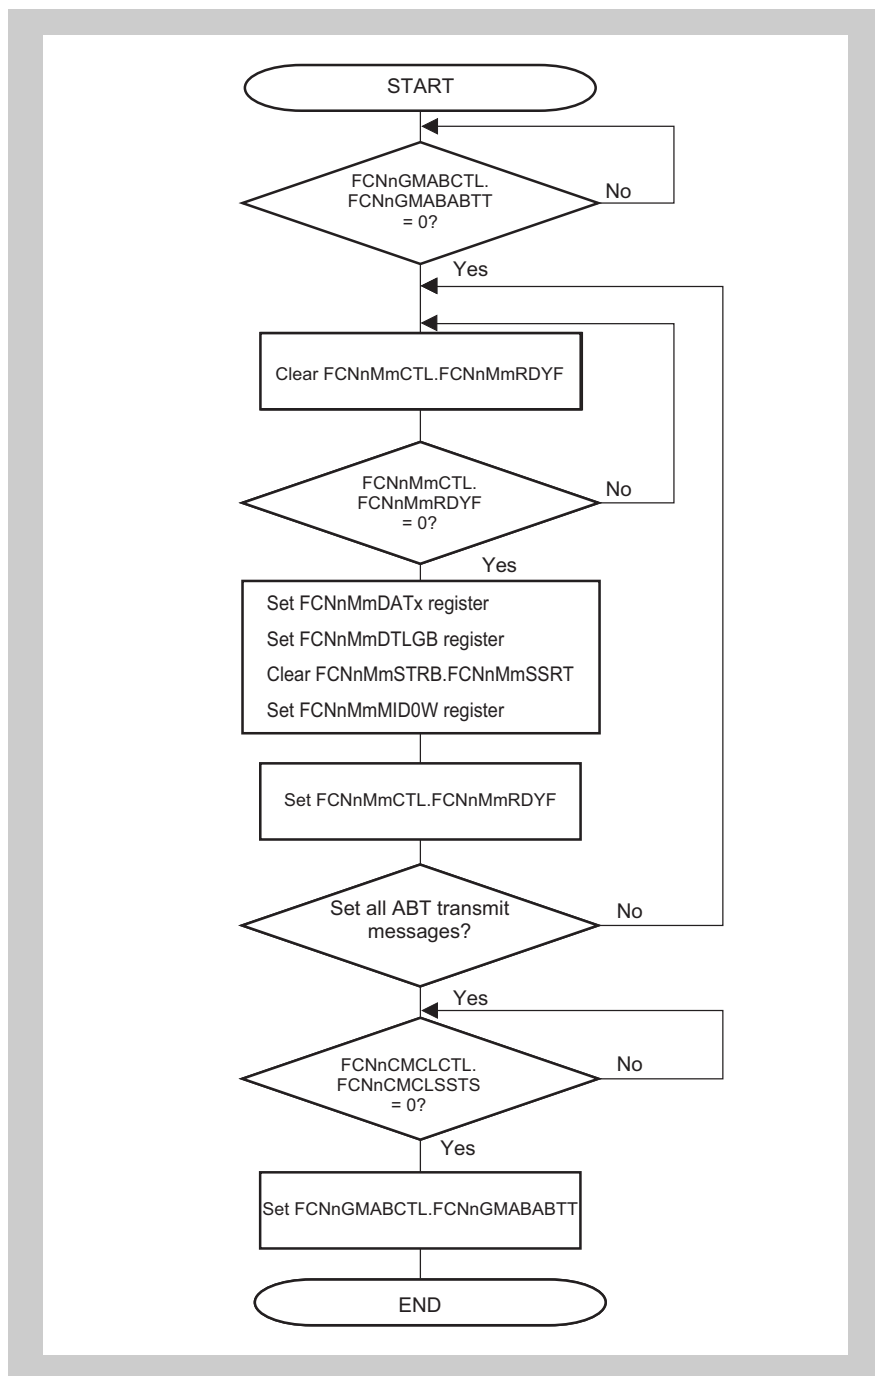 START
FCNnGMABCTL.
FCNnGMABABTT
= 0?
No
Yes
Clear FCNnMmCTL.FCNnMmRDYF
FCNnMmCTL.
FCNnMmRDYF
= 0?
No
Yes
Set FCNnMmDATx register
Set FCNnMmDTLGB register
Clear FCNnMmSTRB.FCNnMmSSRT
Set FCNnMmMID0W register
Set FCNnMmCTL.FCNnMmRDYF
Set all ABT transmit
messages?
No
Yes
FCNnCMCLCTL.
FCNnCMCLSSTS
= 0?
No
Yes
Set FCNnGMABCTL.FCNnGMABABTT
END